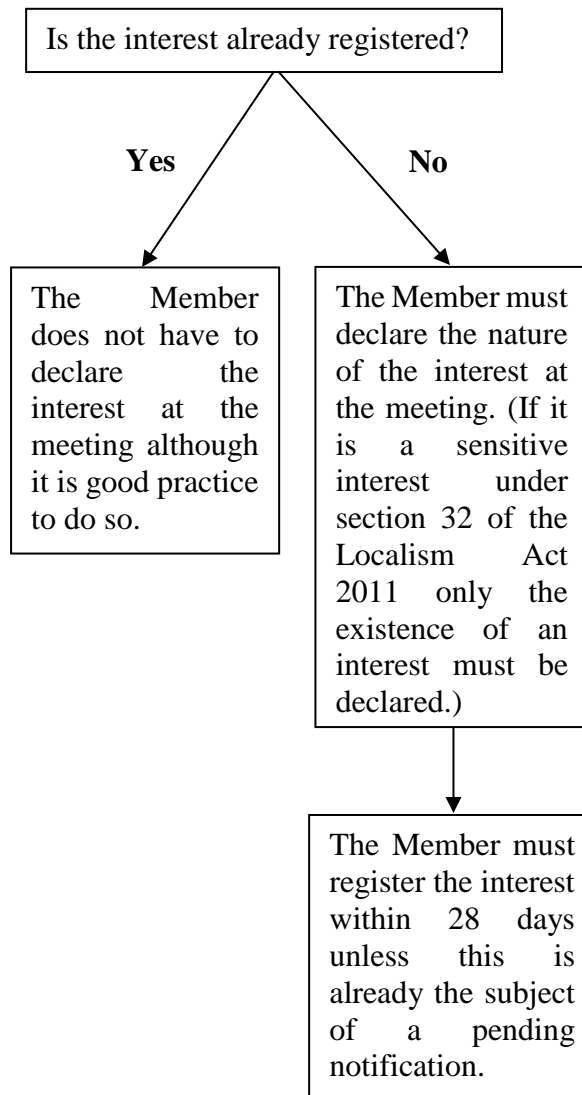 Is the interest already registered?
Yes
No
The Member
does not have to
declare the
interest at the
meeting although
it is good practice
to do so.
The Member must
declare the nature
of the interest at
the meeting. (If it
is a sensitive
interest under
section 32 of the
Localism Act
2011 only the
existence of an
interest must be
declared.)
The Member must
register the interest
within 28 days
unless this is
already the subject
of a pending
notification.